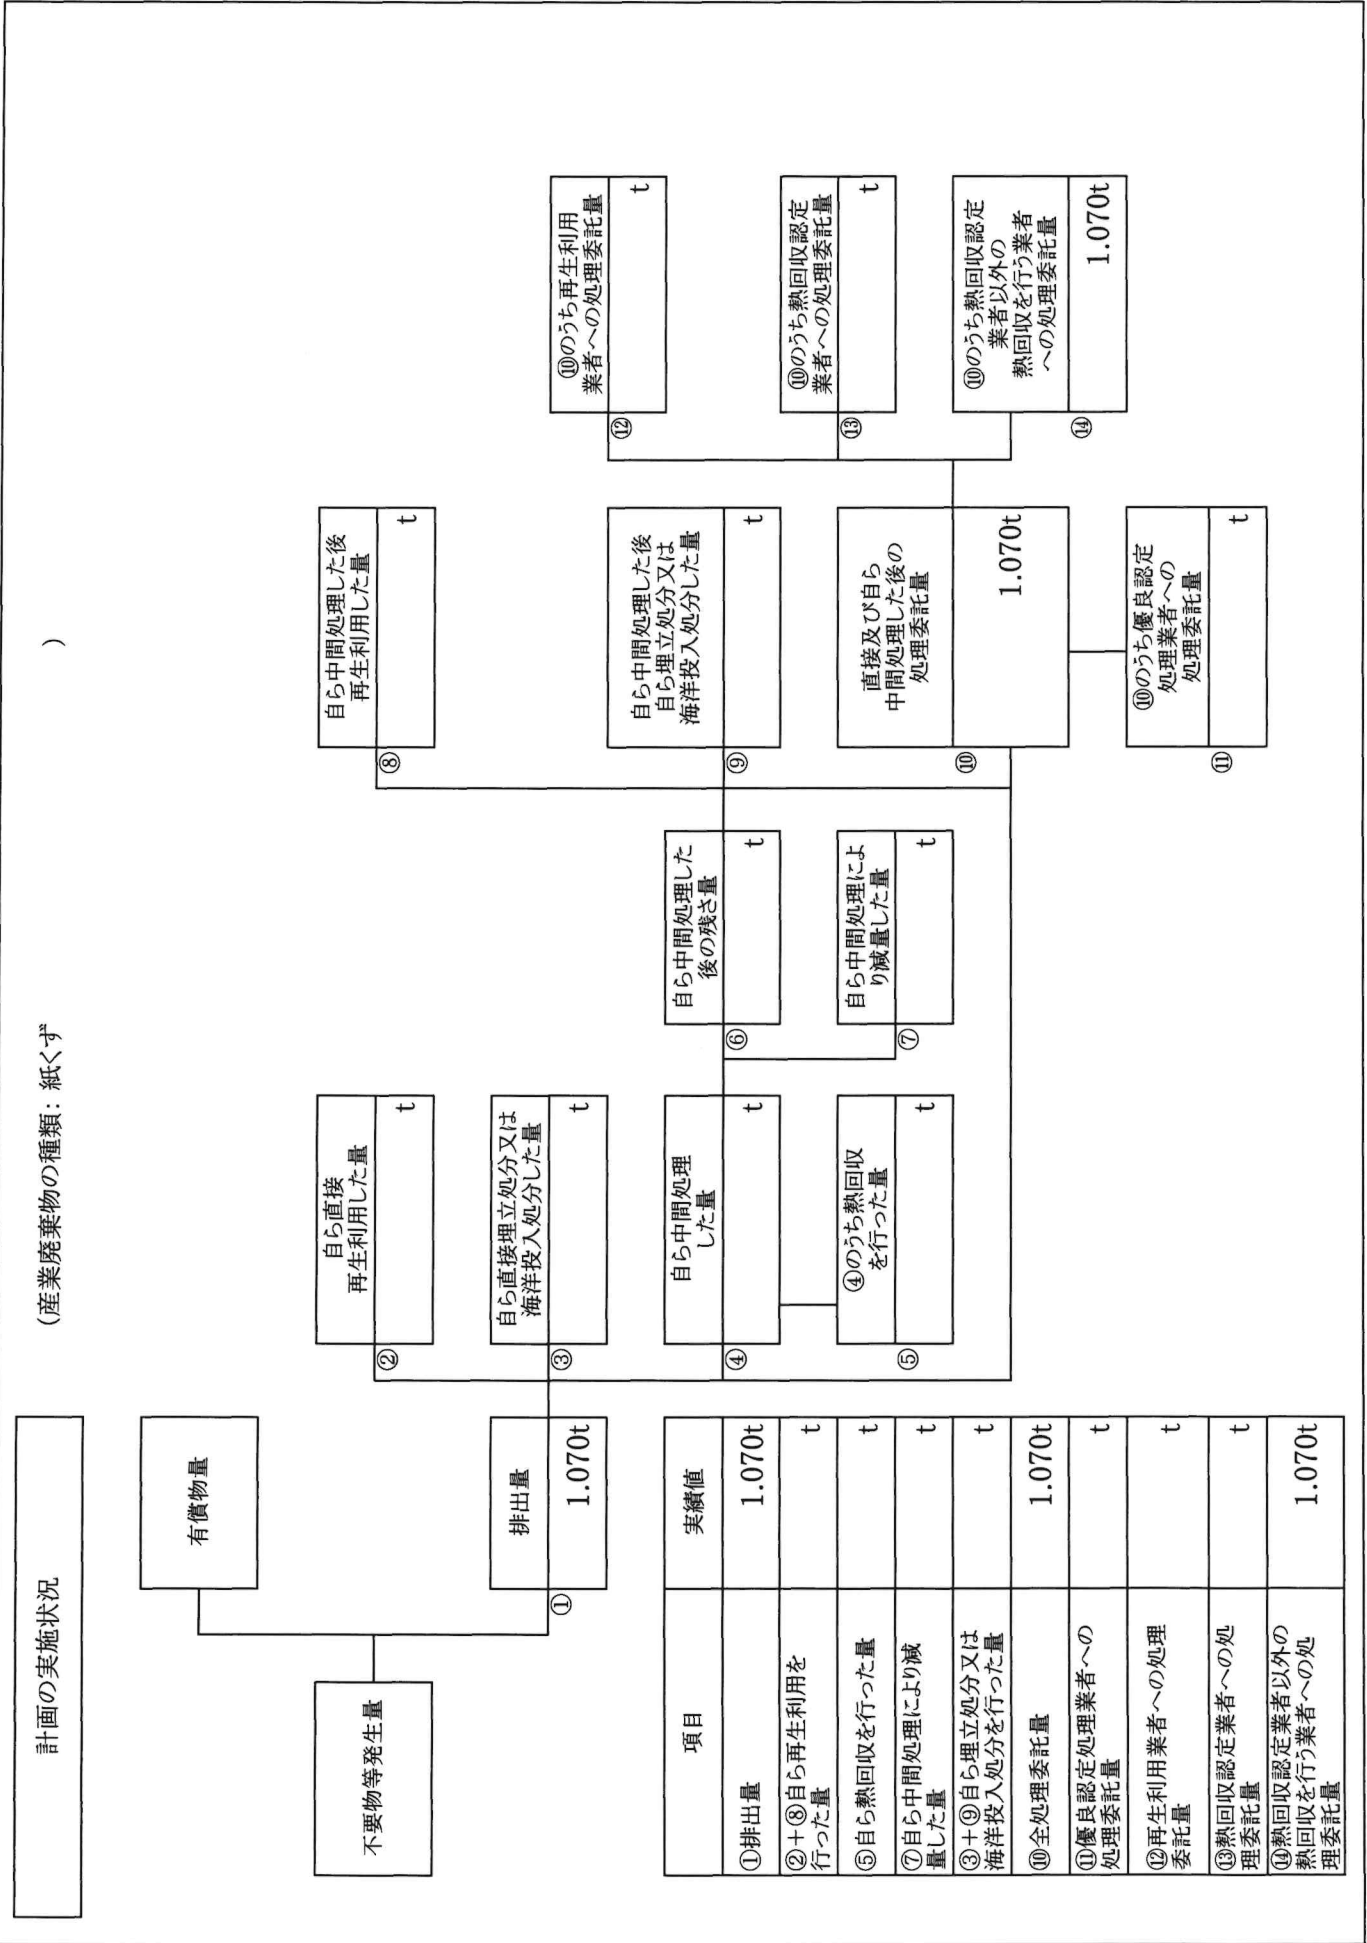 計画の実施状況
(産業廃棄物の種類：紙くず
)
有償物量
不要物等発生量
排出量
①
1.070t
自ら直接
再生利用した量
②
t
自ら直接埋立処分又は
海洋投入処分した量
③
t
自ら中間処理
した量
④
t
④のうち熱回収
を行った量
⑤
t
自ら中間処理した
後の残さ量
⑥
t
自ら中間処理によ
り減量した量
⑦
t
自ら中間処理した後
再生利用した量
⑧
t
自ら中間処理した後
自ら埋立処分又は
海洋投入処分した量
⑨
t
直接及び自ら
中間処理した後の
処理委託量
⑩
1.070t
⑩のうち優良認定
処理業者への
処理委託量
⑪
t
⑩のうち再生利用
業者への処理委託量
⑫
t
⑩のうち熱回収認定
業者への処理委託量
⑬
t
⑩のうち熱回収認定
業者以外の
熱回収を行う業者
への処理委託量
⑭
1.070t
項目 実績値
①排出量 1.070t
②＋⑧自ら再生利用を
行った量 t
⑤自ら熱回収を行った量 t
⑦自ら中間処理により減
量した量 t
③＋⑨自ら埋立処分又は
海洋投入処分を行った量 t
⑩全処理委託量 1.070t
⑪優良認定処理業者への
処理委託量 t
⑫再生利用業者への処理
委託量 t
⑬熱回収認定業者への処
理委託量 t
⑭熱回収認定業者以外の
熱回収を行う業者への処
理委託量 1.070t